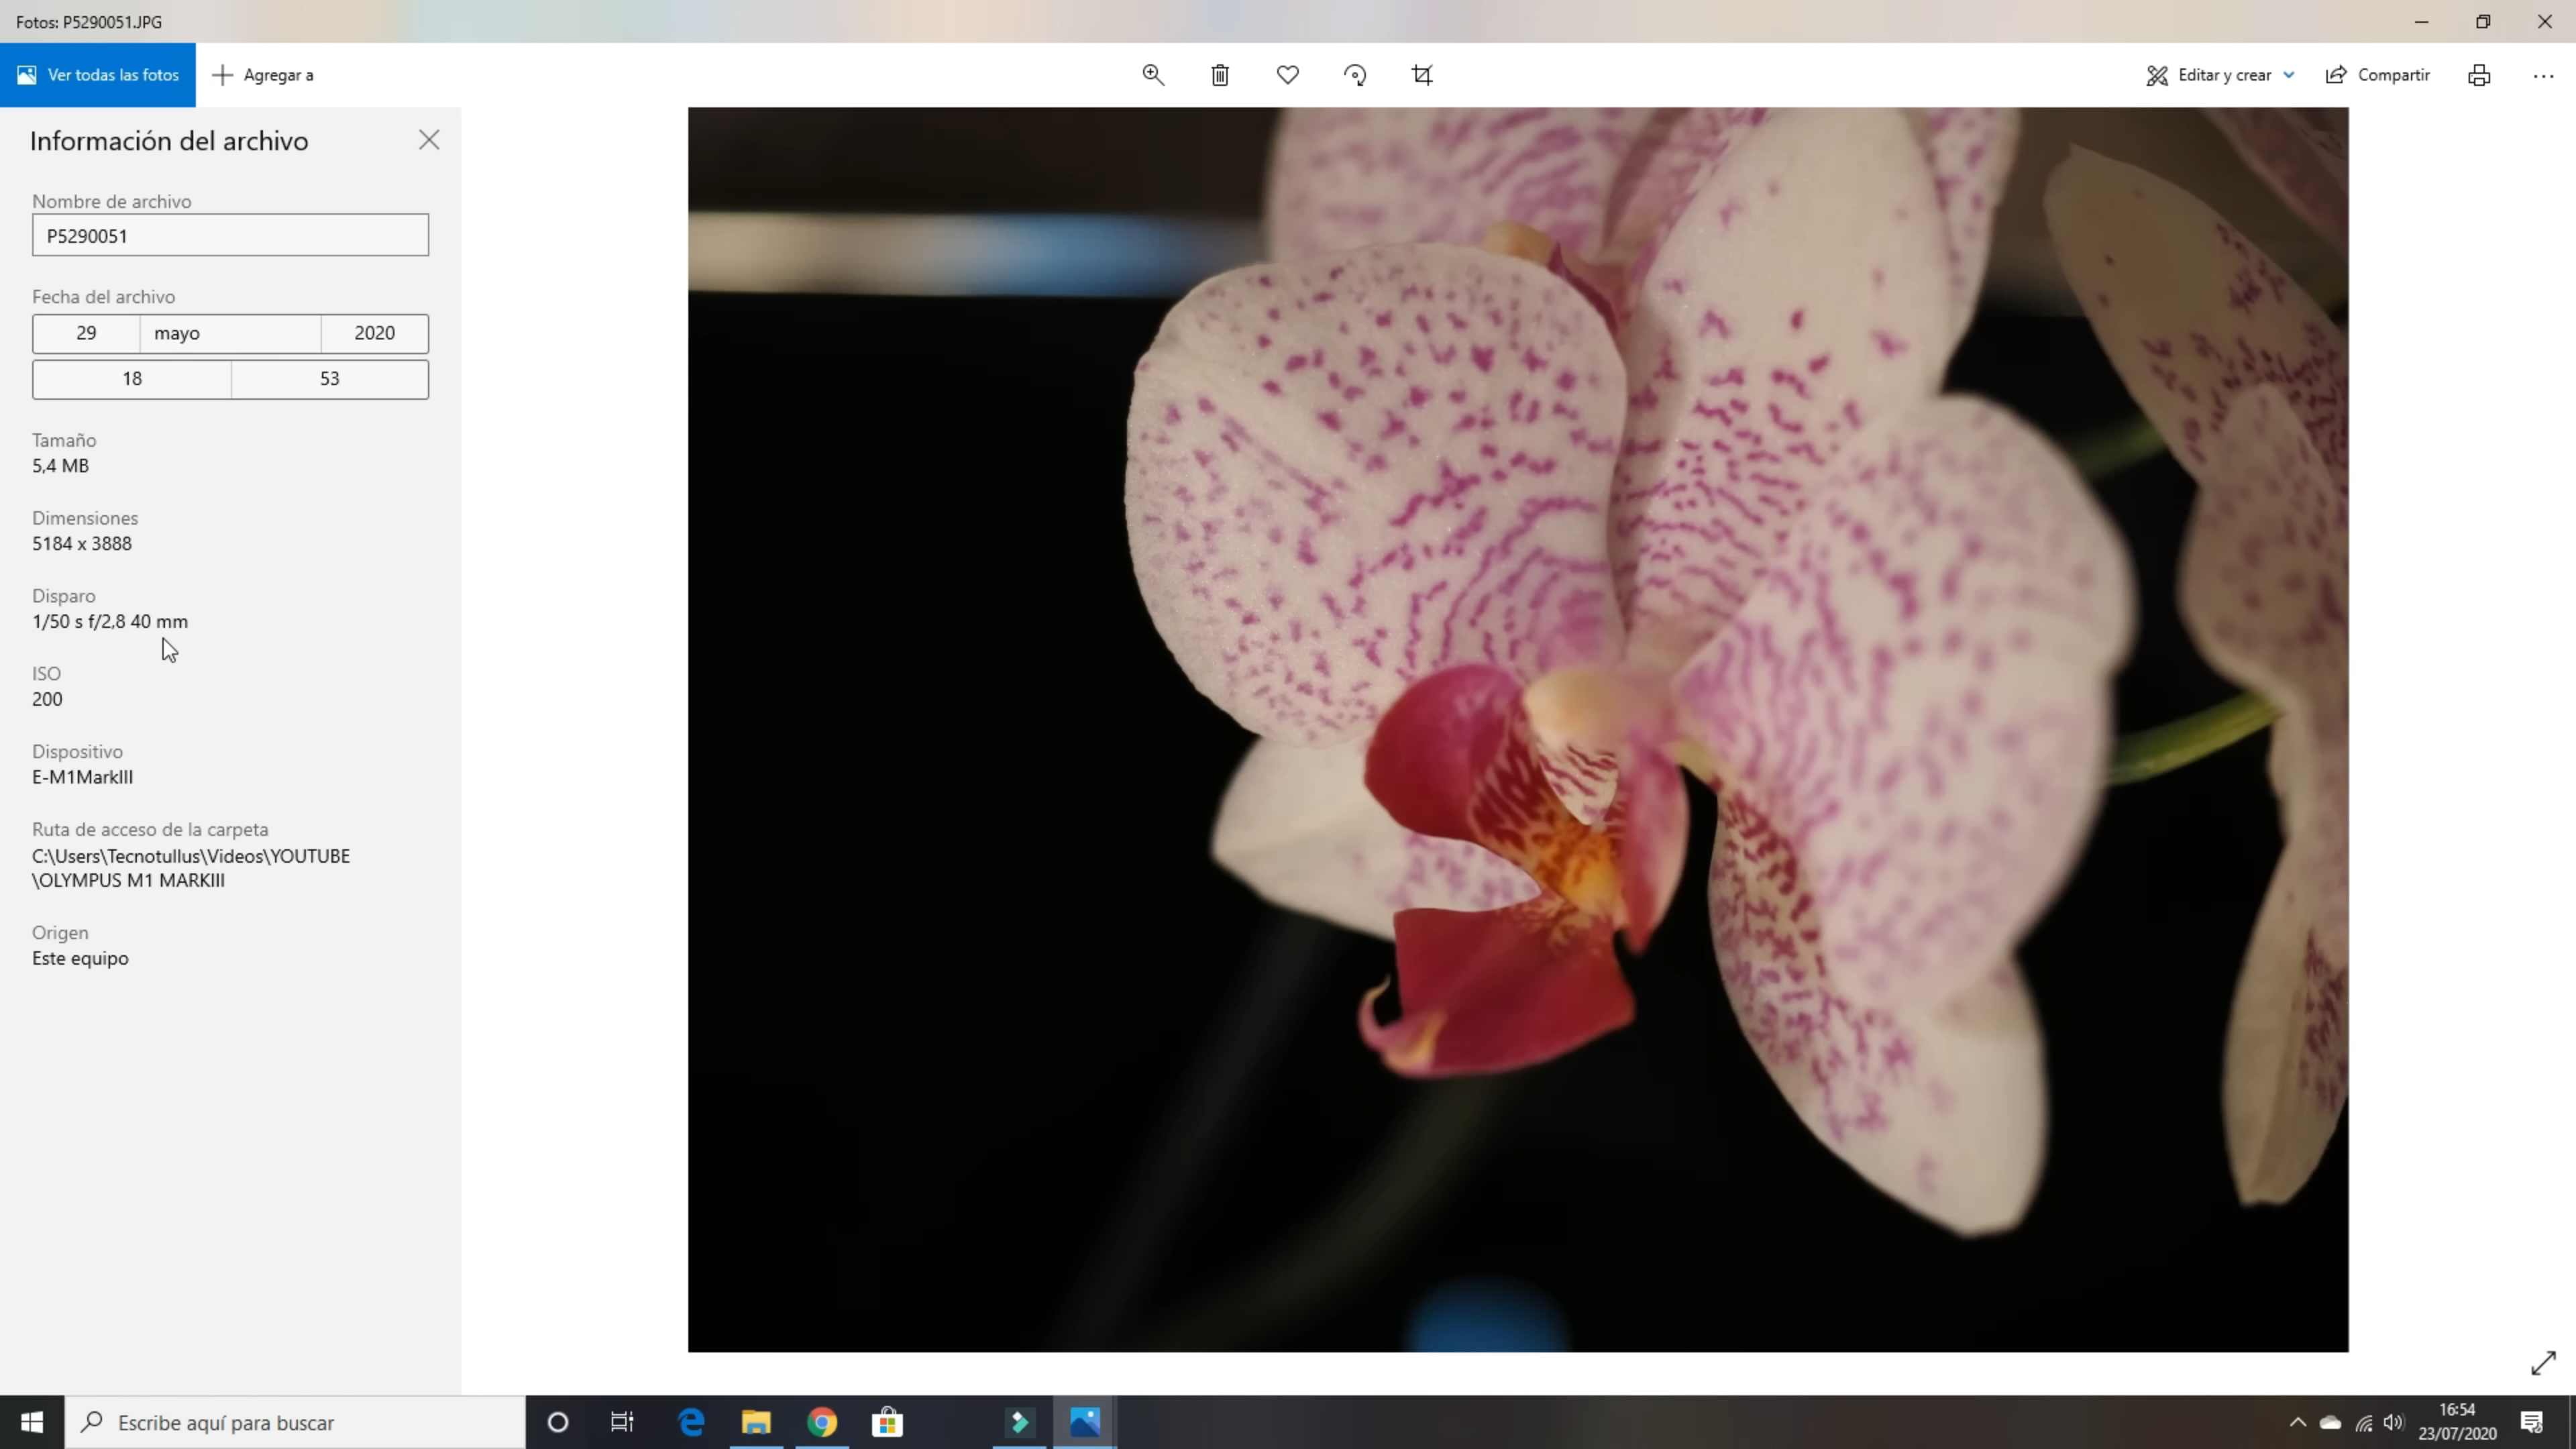 Fotos: P5290051.JPG
Ver todas las fotos
Agregar a
Editar y crear
Compartir
Información del archivo
Nombre de archivo
P5290051
Fecha del archivo
29 mayo 2020
18 53
Tamaño
5,4 MB
Dimensiones
5184 x 3888
Disparo
1/50 s f/2,8 40 mm
ISO
200
Dispositivo
E-M1MarkIII
Ruta de acceso de la carpeta
C:\Users\Tecnotullus\Videos\YOUTUBE
\OLYMPUS M1 MARKIII
Origen
Este equipo
Escribe aquí para buscar
16:54
23/07/2020